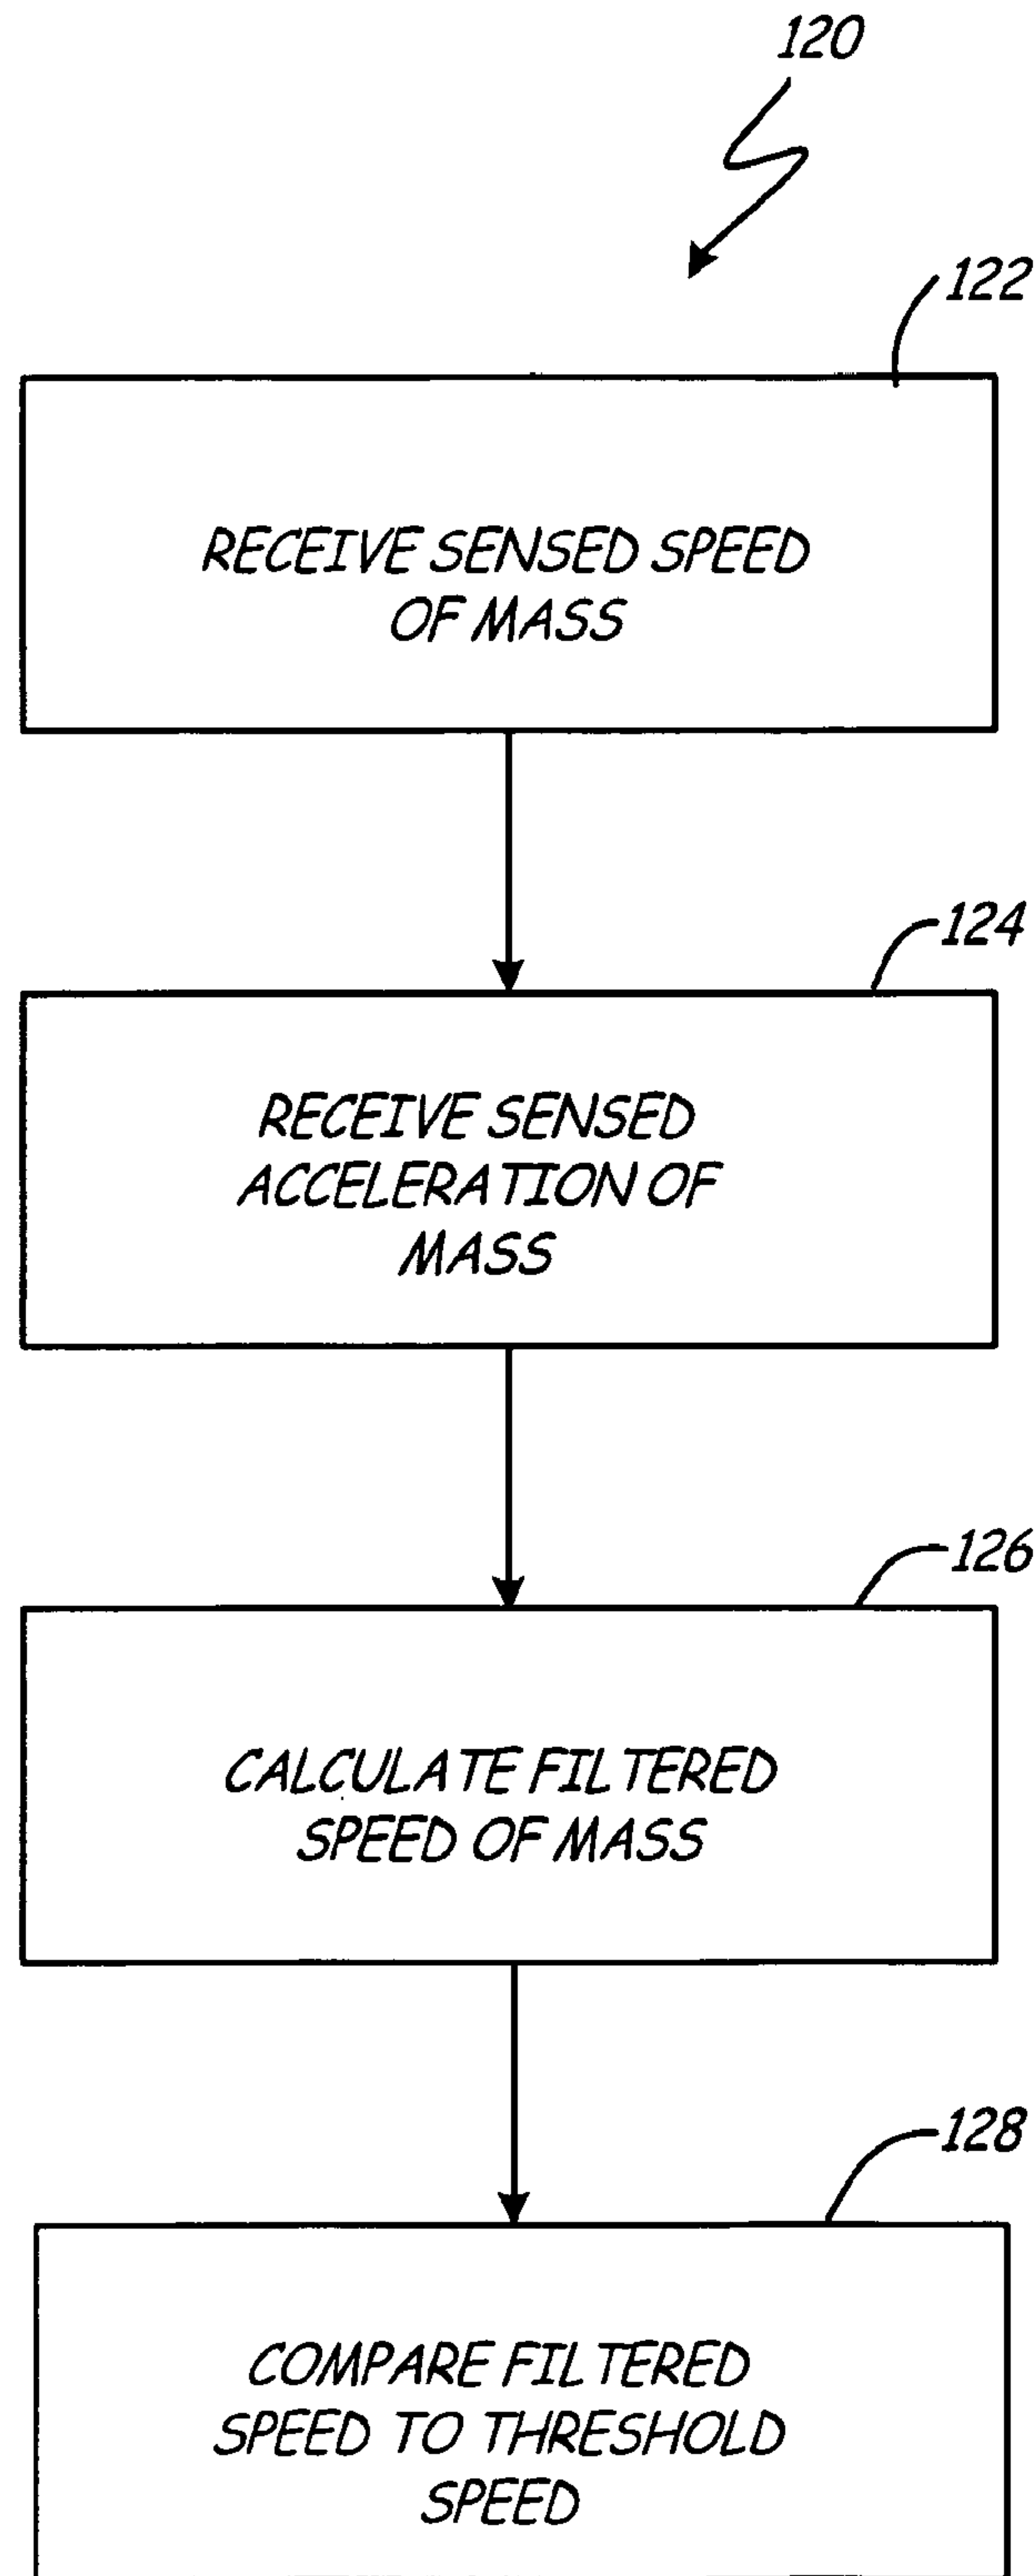 120
122
RECEIVE SENSED SPEED
OF MASS
124
RECEIVE SENSED
ACCELERATION OF
MASS
126
CALCULATE FILTERED
SPEED OF MASS
128
COMPARE FILTERED
SPEED TO THRESHOLD
SPEED